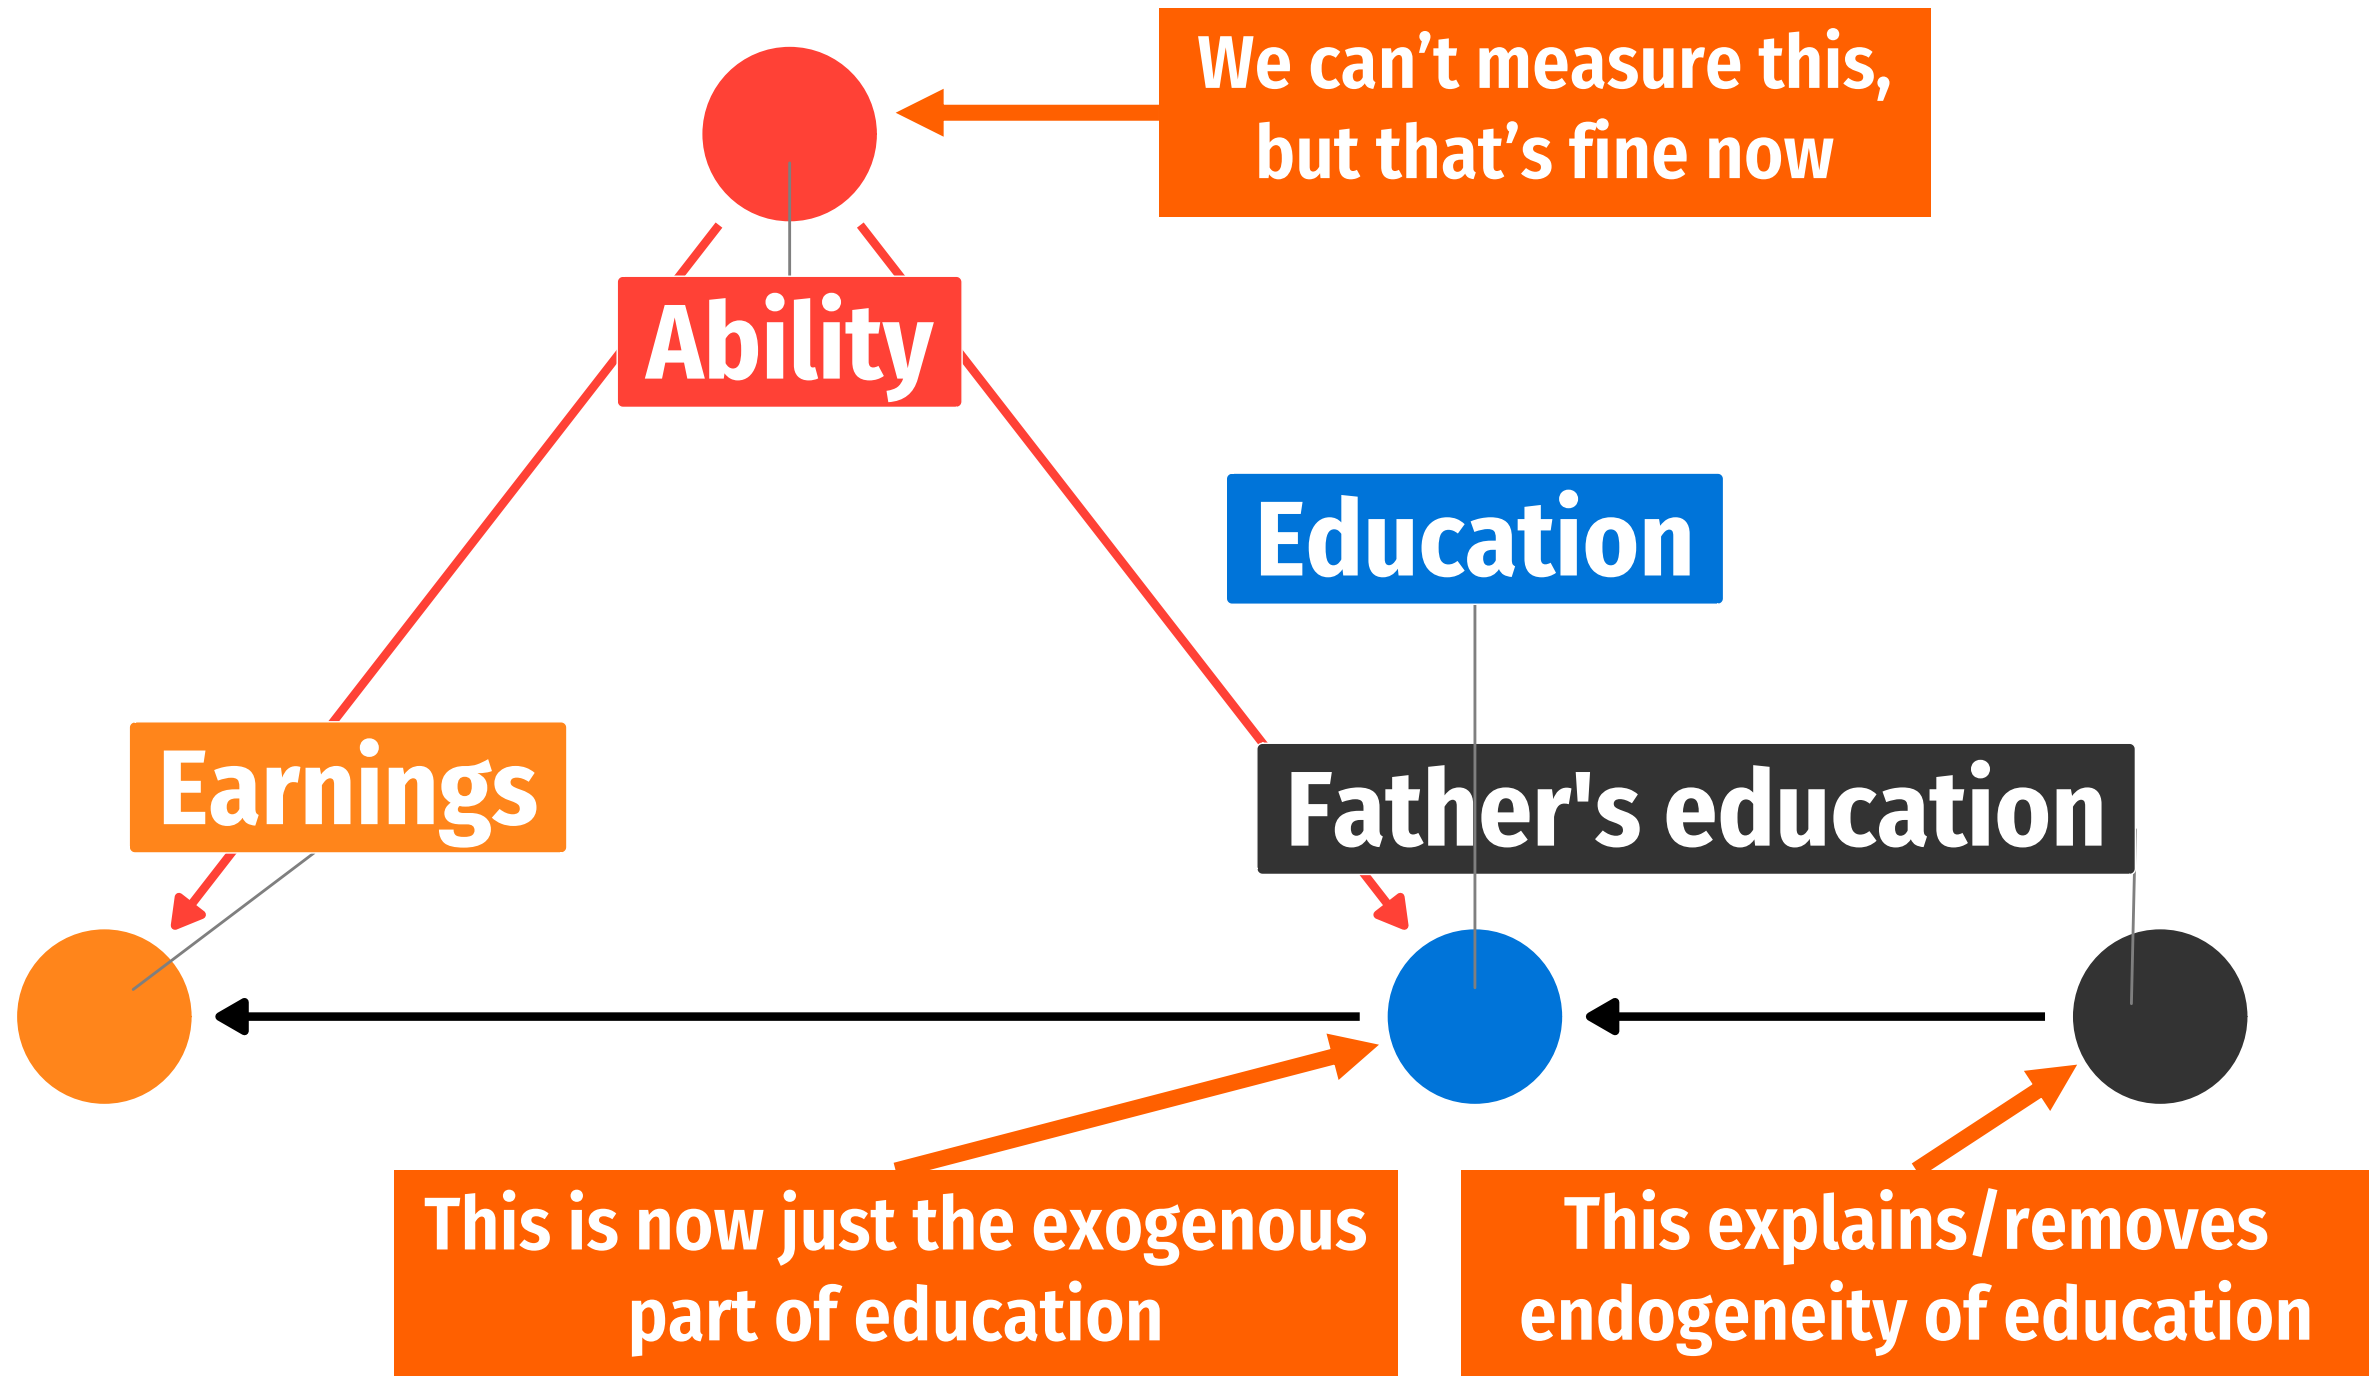 We can’t measure this,
but that’s fine now
Ability
Education
Earnings
Father's education
This is now just the exogenous
part of education
This explains/removes
endogeneity of education